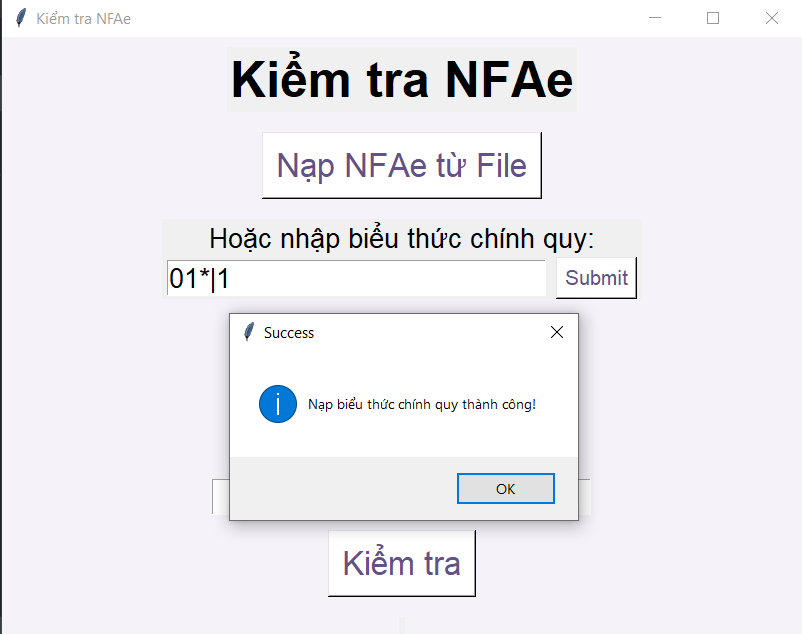 Kiểm tra NFAe
Kiểm tra NFAe
Nạp NFAe từ File
Hoặc nhập biểu thức chính quy:
01*|1
Submit
Success
Nạp biểu thức chính quy thành công!
OK
Kiểm tra